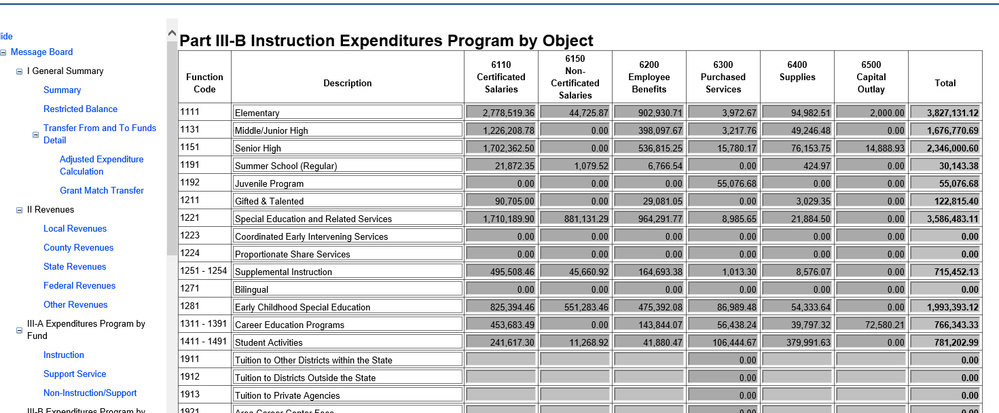 Message Board
I General Summary
Summary
Restricted Balance
Transfer From and To Funds
Detail
Adjusted Expenditure
Calculation
Grant Match Transfer
II Revenues
Local Revenues
County Revenues
State Revenues
Federal Revenues
Other Revenues
III-A Expenditures Program by
Fund
Instruction
Support Service
Non-Instruction/Support
III-B Expenditures Program by
Part III-B Instruction Expenditures Program by Object
Function Code Description 6110 Certificated Salaries 6150 Non-Certificated Salaries 6200 Employee Benefits 6300 Purchased Services 6400 Supplies 6500 Capital Outlay Total
1111 Elementary 2,778,519.36 44,725.87 902,930.71 3,972.67 94,982.51 2,000.00 3,827,131.12
1131 Middle/Junior High 1,226,208.78 0.00 398,097.67 3,217.76 49,246.48 0.00 1,676,770.69
1151 Senior High 1,702,362.50 0.00 536,815.25 15,780.17 76,153.75 14,888.93 2,346,000.60
1191 Summer School (Regular) 21,872.35 1,079.52 6,766.54 0.00 424.97 0.00 30,143.38
1192 Juvenile Program 0.00 0.00 0.00 55,076.68 0.00 0.00 55,076.68
1211 Gifted & Talented 90,705.00 0.00 29,081.05 0.00 3,029.35 0.00 122,815.40
1221 Special Education and Related Services 1,710,189.90 881,131.29 964,291.77 8,985.65 21,884.50 0.00 3,586,483.11
1223 Coordinated Early Intervening Services 0.00 0.00 0.00 0.00 0.00 0.00 0.00
1224 Proportionate Share Services 0.00 0.00 0.00 0.00 0.00 0.00 0.00
1251 - 1254 Supplemental Instruction 495,508.46 45,660.92 164,693.38 1,013.30 8,576.07 0.00 715,452.13
1271 Bilingual 0.00 0.00 0.00 0.00 0.00 0.00 0.00
1281 Early Childhood Special Education 825,394.46 551,283.46 475,392.08 86,989.48 54,333.64 0.00 1,993,393.12
1311 - 1391 Career Education Programs 453,683.49 0.00 143,844.07 56,438.24 39,797.32 72,580.21 766,343.33
1411 - 1491 Student Activities 241,617.30 11,268.92 41,880.47 106,444.67 379,991.63 0.00 781,202.99
1911 Tuition to Other Districts within the State 0.00 0.00
1912 Tuition to Districts Outside the State 0.00 0.00
1913 Tuition to Private Agencies 0.00 0.00
1921 Area Career Center Fees 0.00 0.00